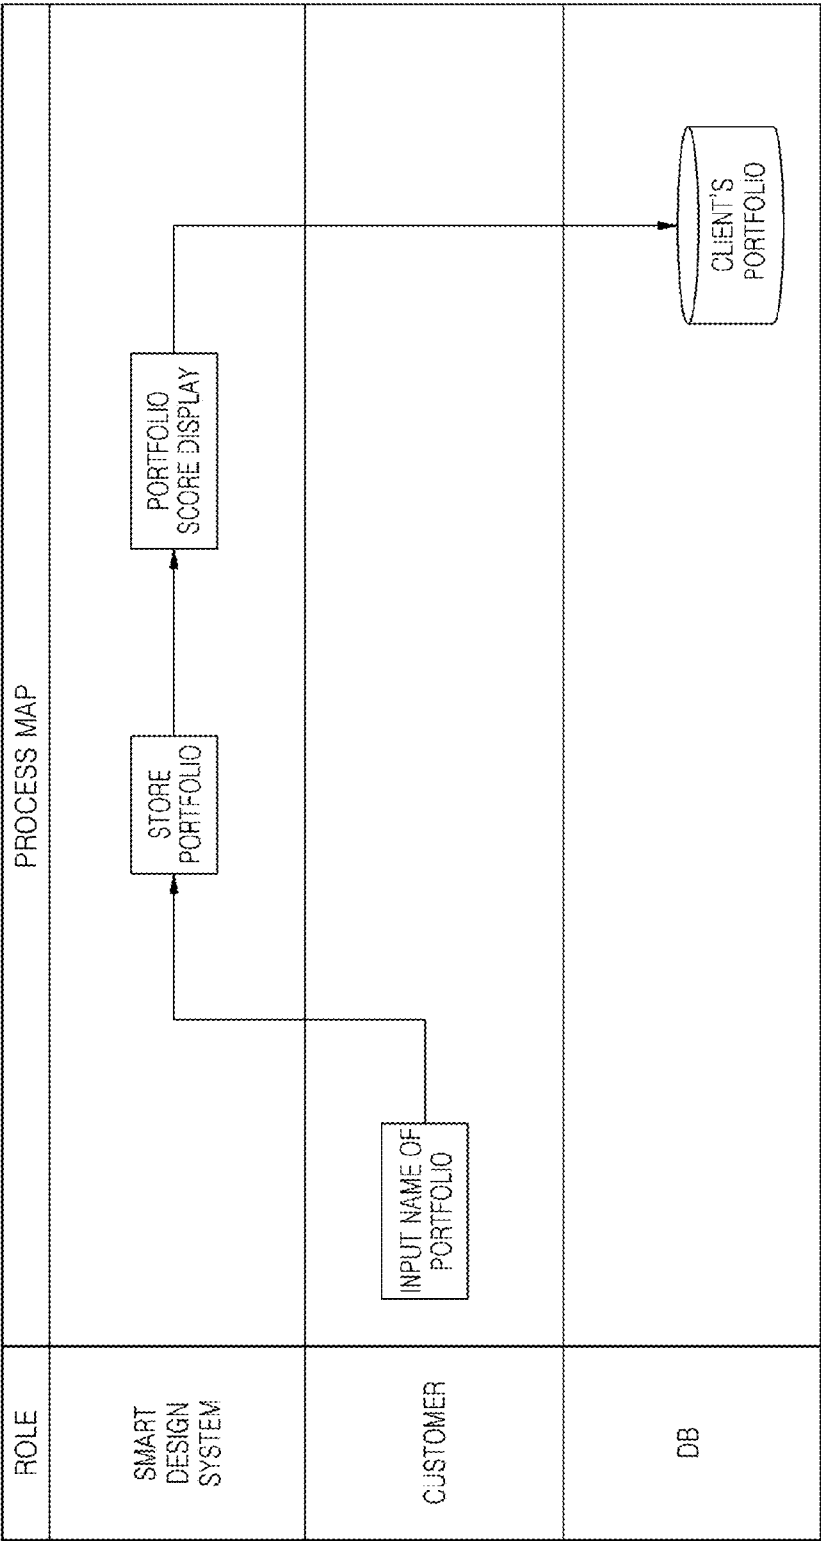 ROLE
PROCESS MAP
SMART
DESIGN
SYSTEM
STORE
PORTFOLIO
PORTFOLIO
SCORE DISPLAY
CUSTOMER
INPUT NAME OF
PORTFOLIO
DB
CLIENT'S
PORTFOLIO